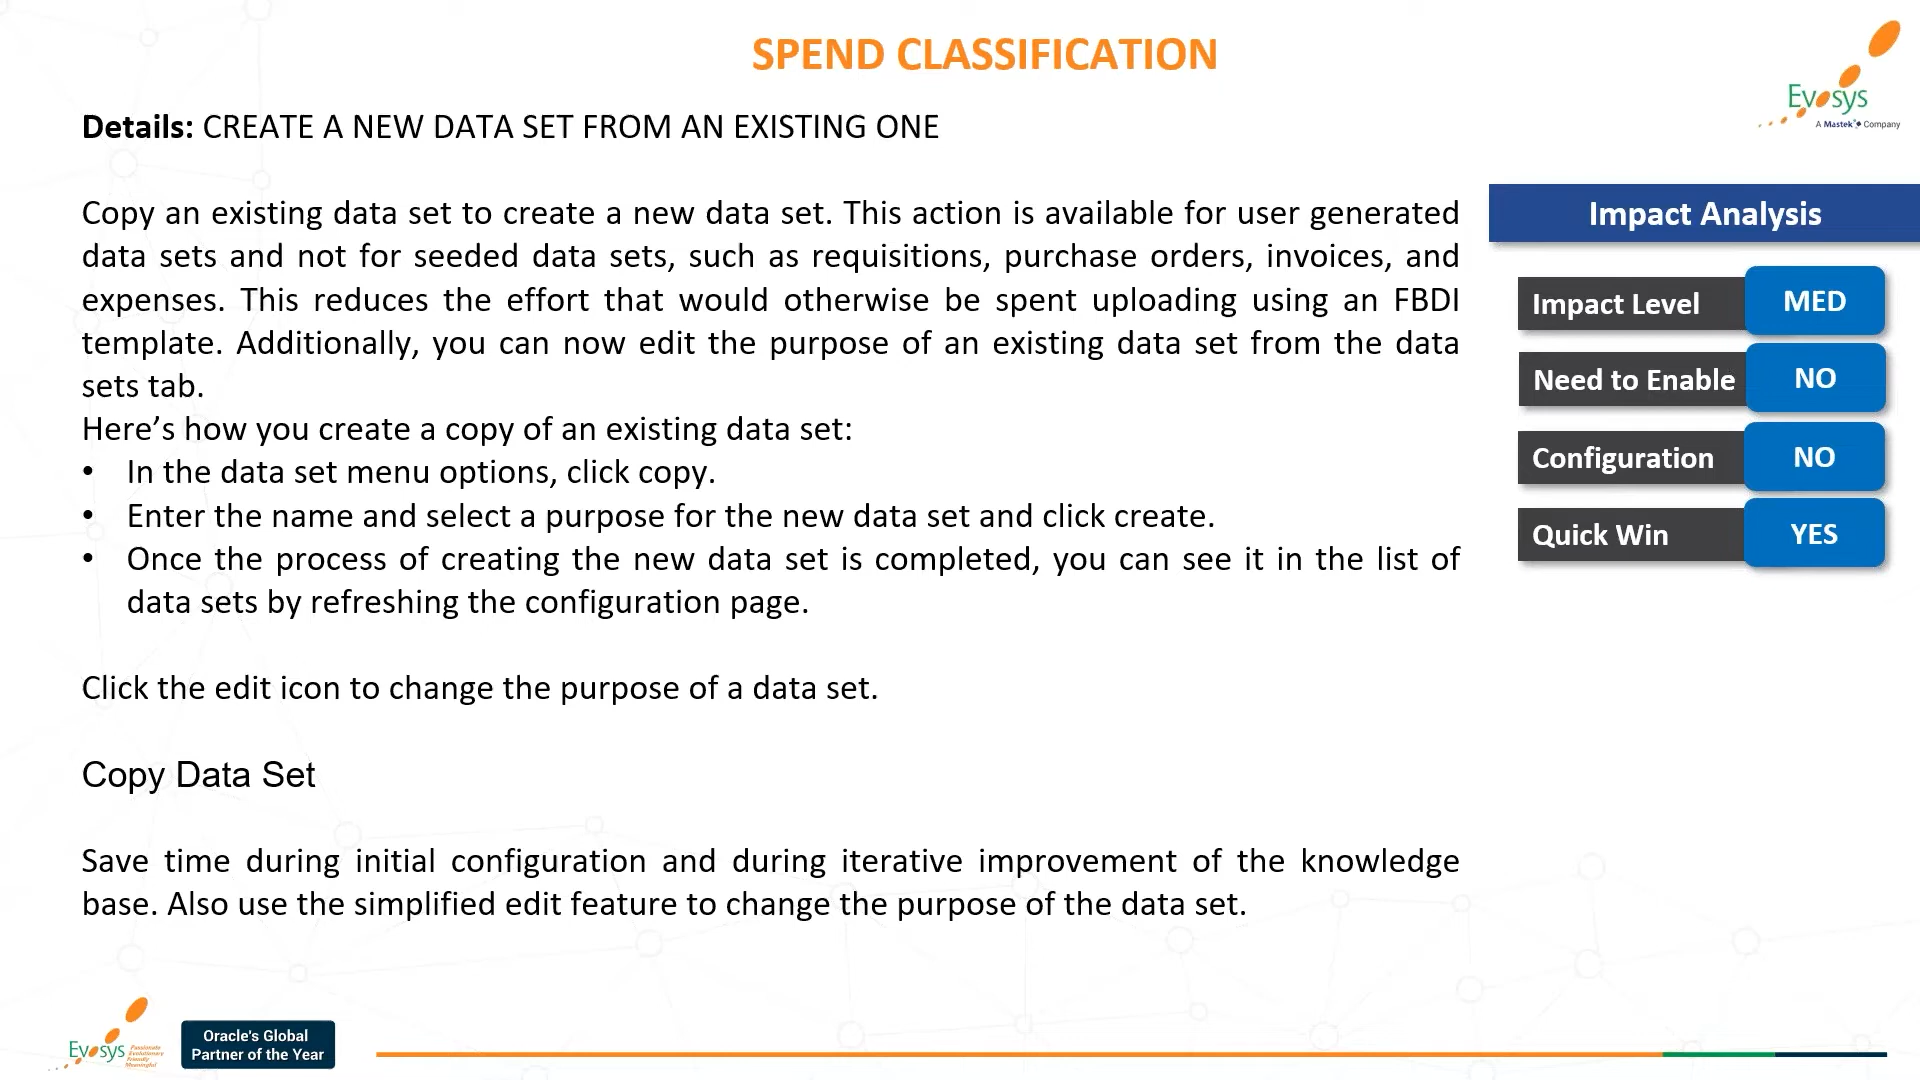 SPEND CLASSIFICATION
Evosys
A Mastek Company
Details: CREATE A NEW DATA SET FROM AN EXISTING ONE
Copy an existing data set to create a new data set. This action is available for user generated
data sets and not for seeded data sets, such as requisitions, purchase orders, invoices, and
expenses. This reduces the effort that would otherwise be spent uploading using an FBDI
template. Additionally, you can now edit the purpose of an existing data set from the data
sets tab.
Here’s how you create a copy of an existing data set:
• In the data set menu options, click copy.
• Enter the name and select a purpose for the new data set and click create.
• Once the process of creating the new data set is completed, you can see it in the list of
data sets by refreshing the configuration page.
Click the edit icon to change the purpose of a data set.
Copy Data Set
Save time during initial configuration and during iterative improvement of the knowledge
base. Also use the simplified edit feature to change the purpose of the data set.
Impact Analysis
Impact Level MED
Need to Enable NO
Configuration NO
Quick Win YES
Evosys
Passionate
Evolutionary
Friendly
Meaningful
Oracle's Global
Partner of the Year